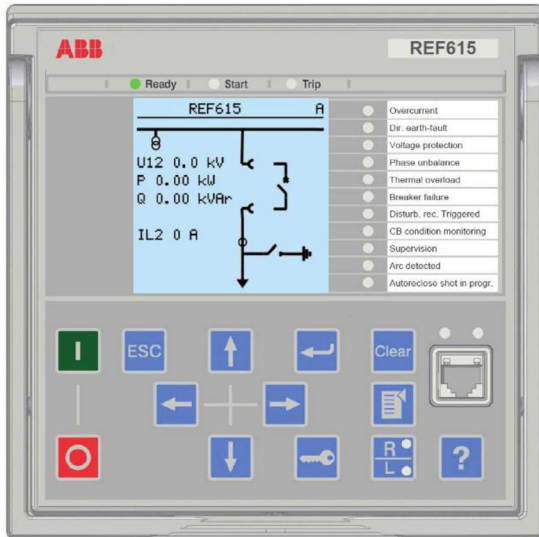 ABB
REF615
Ready
Start
Trip
REF615 A
U12 0.0 kV
P 0.00 kW
Q 0.00 kVAr
IL2 0 A
Overcurrent
Dir. earth-fault
Voltage protection
Phase unbalance
Thermal overload
Breaker failure
Disturb. rec. Triggered
CB condition monitoring
Supervision
Arc detected
Autoreclose shot in progr.
I
ESC
Clear
O
R
L
?